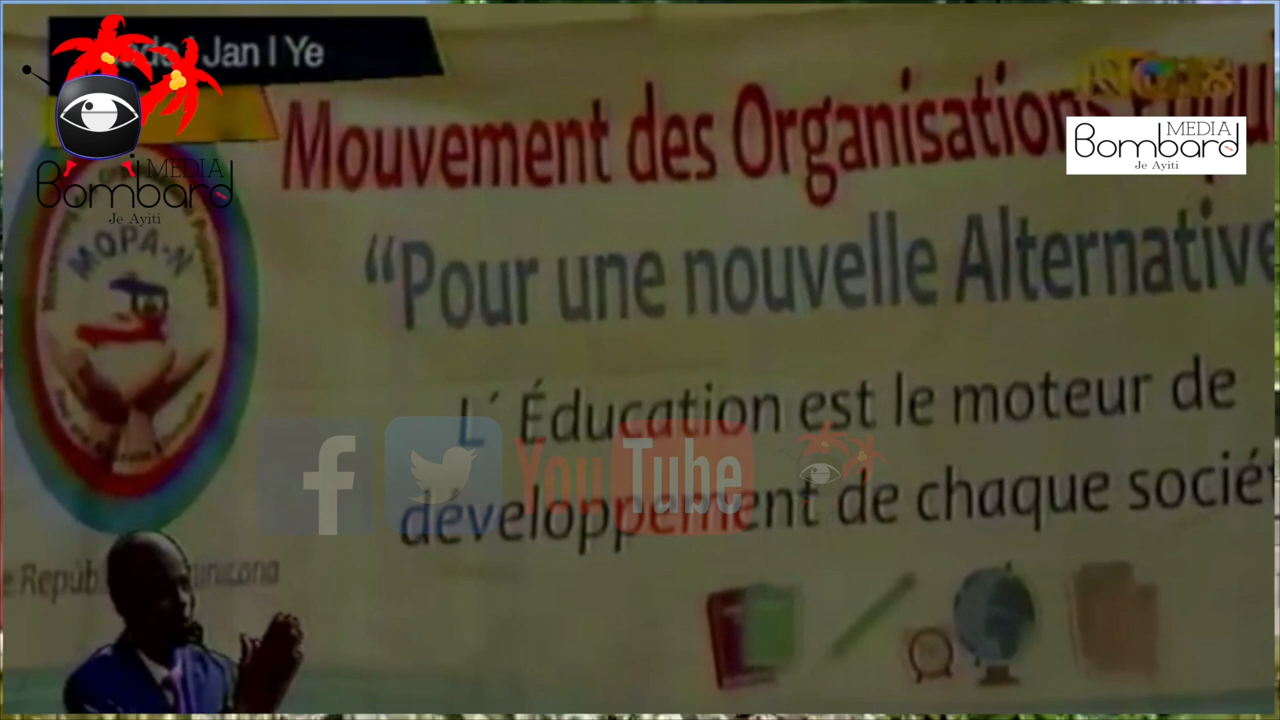 Jan I Ye
MEDIA
Bombard
Je Ayiti
MEDIA
Bombard
Je Ayiti
MOPA-N
Mouvement des Organisations
“Pour une nouvelle Alternative
L´ Éducation est le moteur de
développement de chaque sociét
f
YouTube